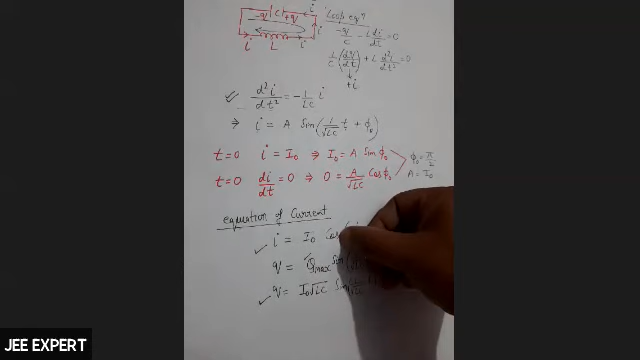 -q | c | +q i "Loop eqn"
i L i i
-q/c - L di/dt = 0
1/C (dq/dt) + L d²i/dt² = 0
+i
d²i/dt² = -1/LC i
⇒ i = A Sin(1/√LC t + ϕ₀)
t=0 i = I₀ ⇒ I₀ = A Sin ϕ₀
t=0 di/dt = 0 ⇒ 0 = A/√LC Cos ϕ₀
ϕ₀ = π/2
A = I₀
equation of Current
i = I₀ Cos
q = Qmax Sin
q = I₀√LC Sin
JEE EXPERT